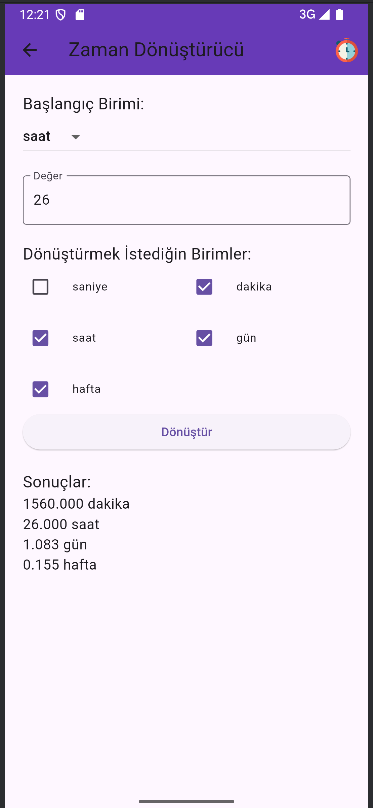 12:21 3G
Zaman Dönüştürücü
Başlangıç Birimi:
saat
Değer
26
Dönüştürmek İstediğin Birimler:
saniye dakika
saat gün
hafta
Dönüştür
Sonuçlar:
1560.000 dakika
26.000 saat
1.083 gün
0.155 hafta